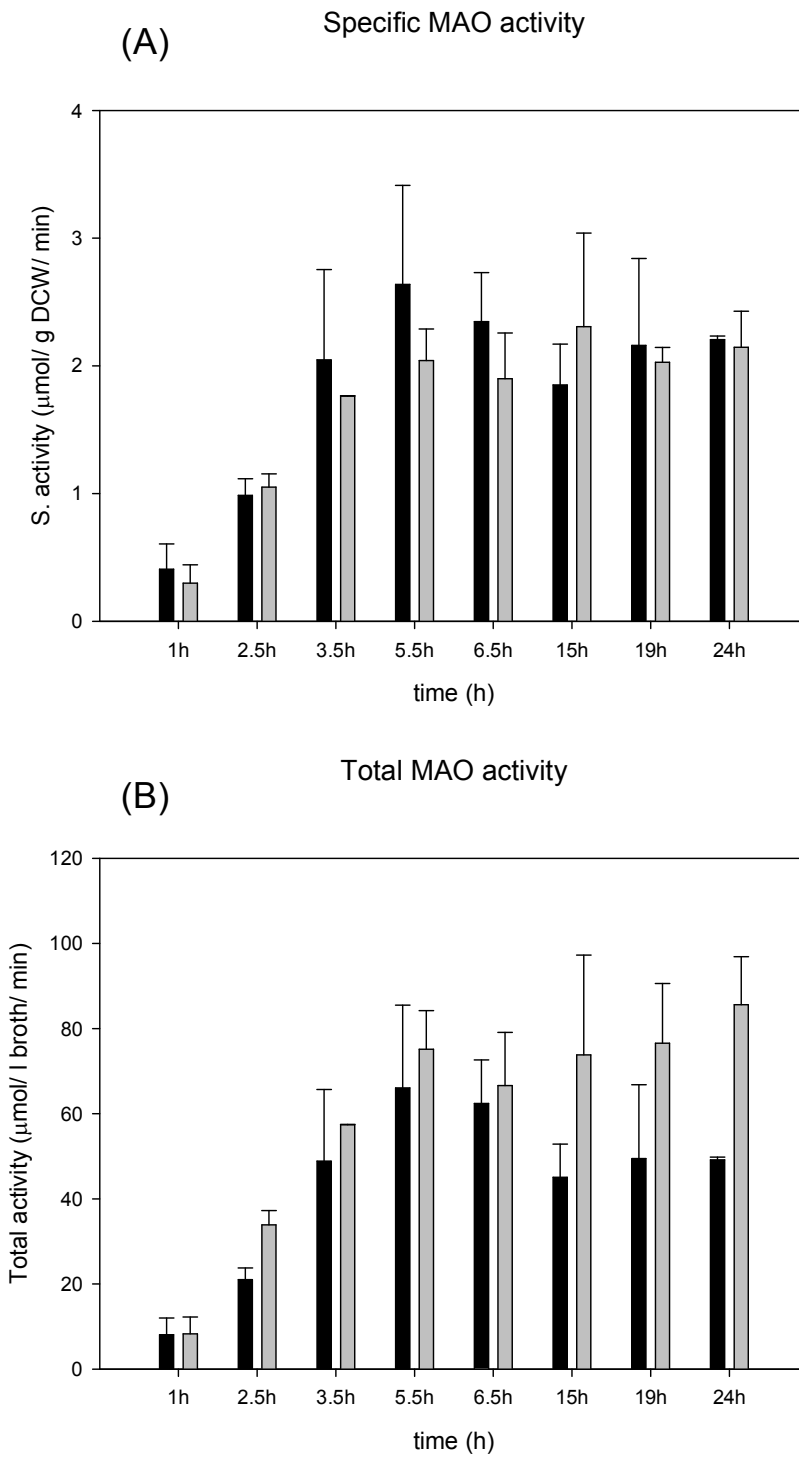 Specific MAO activity
(A)
S. activity (μmol/ g DCW/ min)
4
3
2
1
0
1h 2.5h 3.5h 5.5h 6.5h 15h 19h 24h
time (h)
Total MAO activity
(B)
Total activity (μmol/ l broth/ min)
120
100
80
60
40
20
0
1h 2.5h 3.5h 5.5h 6.5h 15h 19h 24h
time (h)